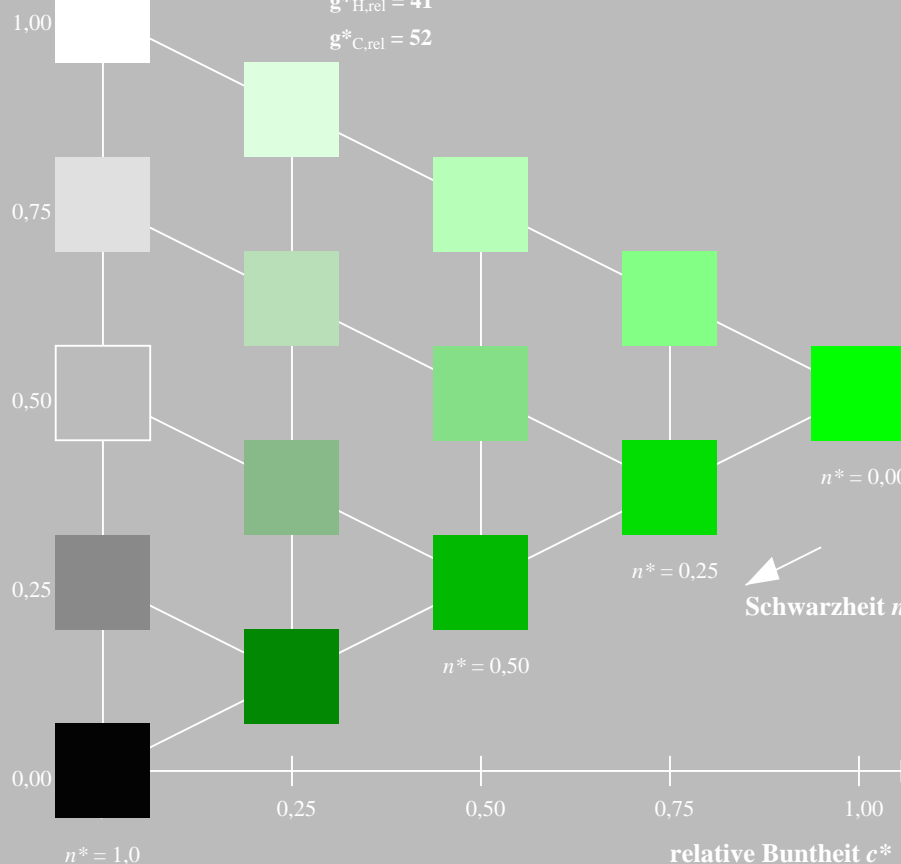 g*H,rel = 41
1,00
g*C,rel = 52
0,75
0,50
n* = 0,00
0,25
n* = 0,25
Schwarzheit n
n* = 0,50
0,00
0,25
0,50
0,75
1,00
n* = 1,0
relative Buntheit c*